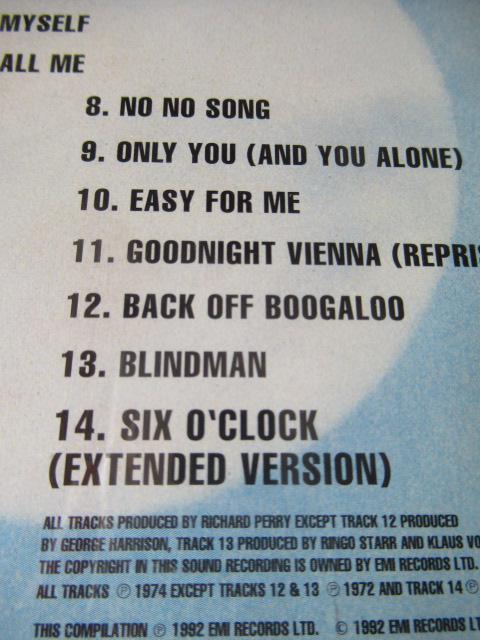 MYSELF
ALL ME
8. NO NO SONG
9. ONLY YOU (AND YOU ALONE)
10. EASY FOR ME
11. GOODNIGHT VIENNA (REPRIS
12. BACK OFF BOOGALOO
13. BLINDMAN
14. SIX O'CLOCK
(EXTENDED VERSION)
ALL TRACKS PRODUCED BY RICHARD PERRY EXCEPT TRACK 12 PRODUCED
BY GEORGE HARRISON, TRACK 13 PRODUCED BY RINGO STARR AND KLAUS VO
THE COPYRIGHT IN THIS SOUND RECORDING IS OWNED BY EMI RECORDS LTD.
ALL TRACKS ℗ 1974 EXCEPT TRACKS 12 & 13 ℗ 1972 AND TRACK 14 ℗
THIS COMPILATION ℗ 1992 EMI RECORDS LTD. © 1992 EMI RECORDS L